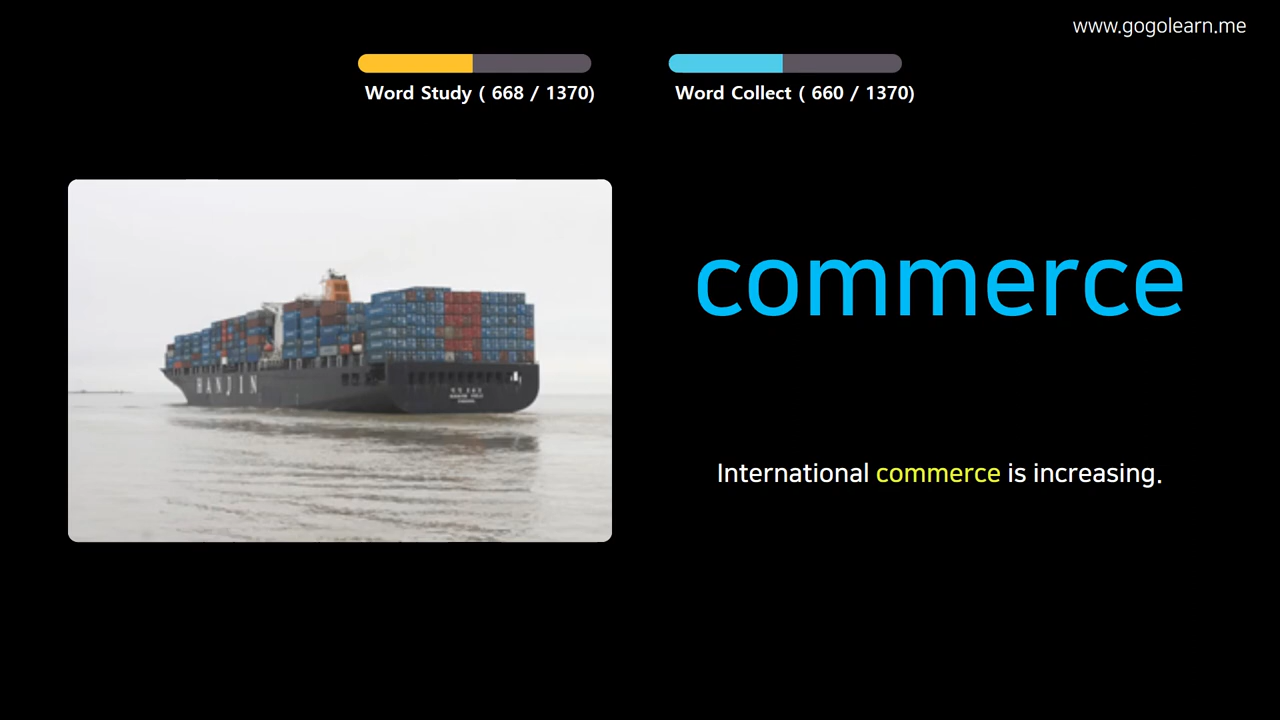 www.gogolearn.me
Word Study ( 668 / 1370)
Word Collect ( 660 / 1370)
commerce
HANJIN
International commerce is increasing.